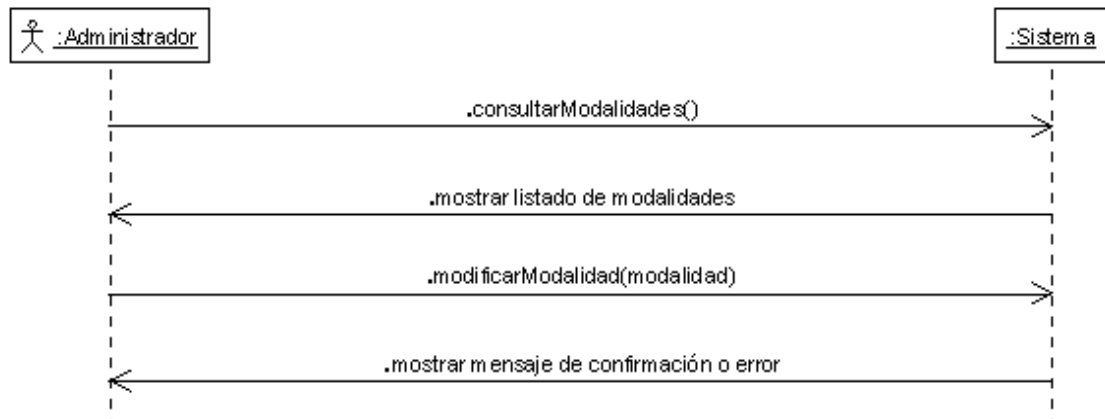 :Administrador
:Sistema
.consultarModalidades()
.mostrar listado de modalidades
.modificarModalidad(modalidad)
.mostrar mensaje de confirmación o error